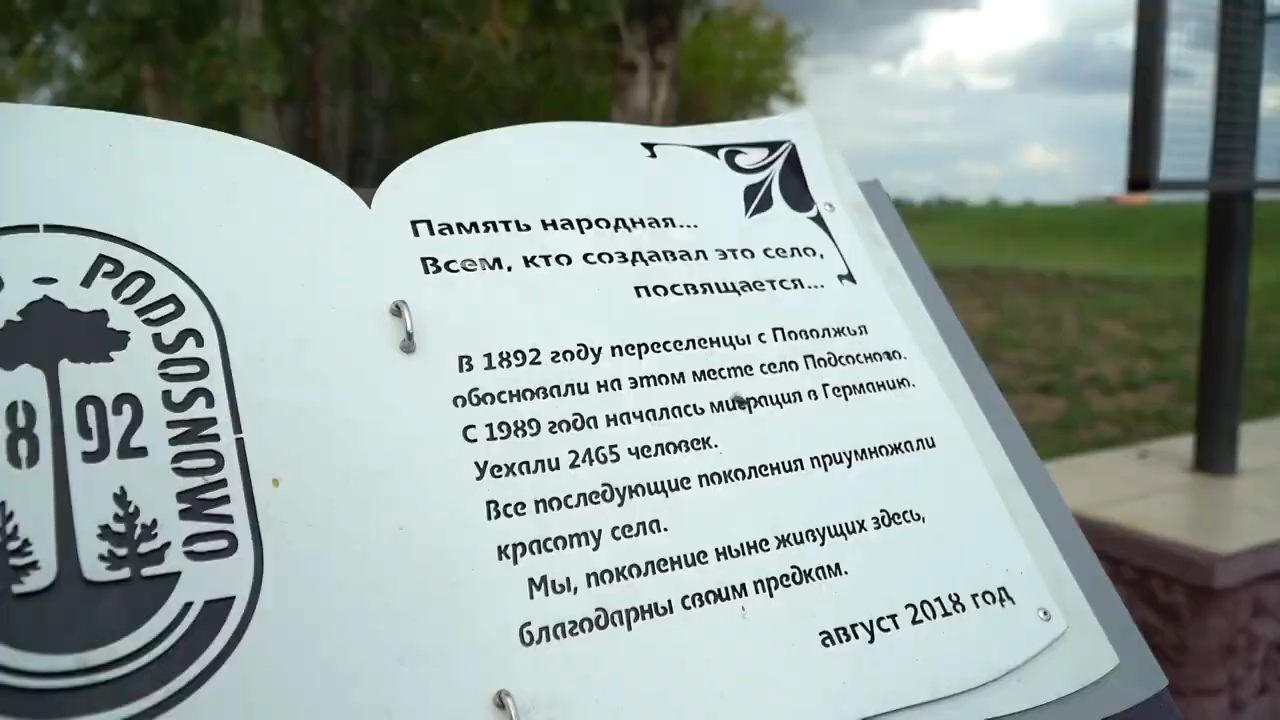 PODSOSNOWO
8 92
Память народная...
Всем, кто создавал это село,
посвящается...
В 1892 году переселенцы с Поволжья
обосновали на этом месте село Подсосново.
С 1989 года началась миграция в Германию.
Уехали 2465 человек.
Все последующие поколения приумножали
красоту села.
Мы, поколение ныне живущих здесь,
благодарны своим предкам.
август 2018 год